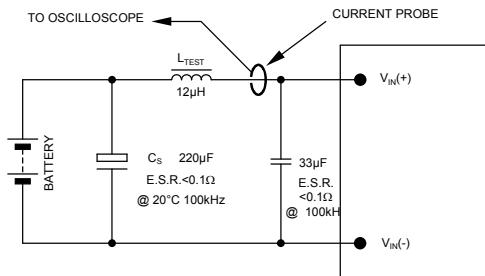 TO OSCILLOSCOPE
CURRENT PROBE
LTEST
12µH
VIN(+)
BATTERY
CS 220µF
E.S.R.<0.1Ω
@ 20°C 100kHz
33µF
E.S.R.
<0.1Ω
@ 100kH
VIN(-)